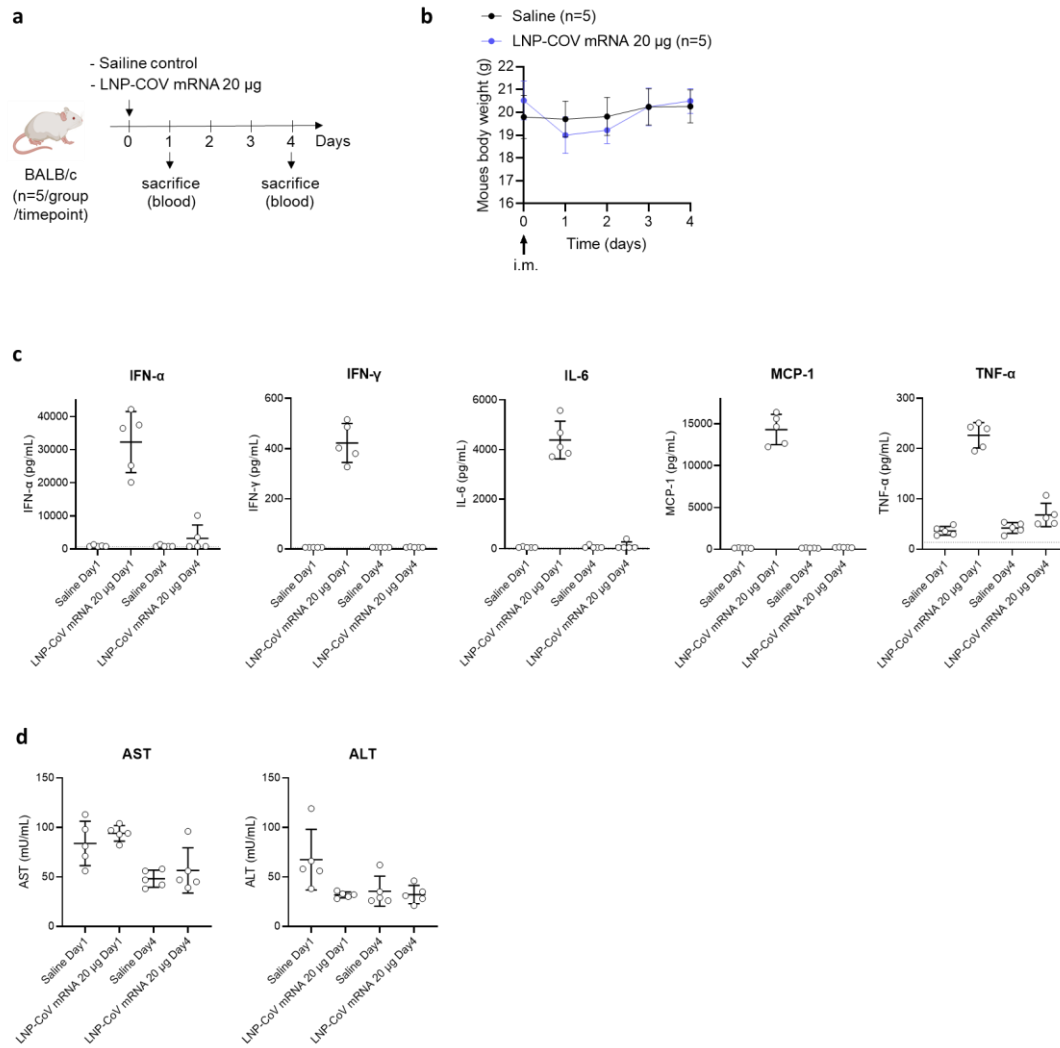 a
- Sailine control
- LNP-COV mRNA 20 µg
0 1 2 3 4 Days
BALB/c
(n=5/group
/timepoint)
sacrifice
(blood)
sacrifice
(blood)
b
Saline (n=5)
LNP-COV mRNA 20 µg (n=5)
Moues body weight (g)
22
21
20
19
18
17
16
0 1 2 3 4
Time (days)
i.m.
c
IFN-α
IFN-α (pg/mL)
40000
30000
20000
10000
0
Saline Day1
LNP-CoV mRNA 20 µg Day1
Saline Day4
LNP-CoV mRNA 20 µg Day4
IFN-γ
IFN-γ (pg/mL)
600
400
200
0
Saline Day1
LNP-CoV mRNA 20 µg Day1
Saline Day4
LNP-CoV mRNA 20 µg Day4
IL-6
IL-6 (pg/mL)
6000
4000
2000
0
Saline Day1
LNP-CoV mRNA 20 µg Day1
Saline Day4
LNP-CoV mRNA 20 µg Day4
MCP-1
MCP-1 (pg/mL)
15000
10000
5000
0
Saline Day1
LNP-CoV mRNA 20 µg Day1
Saline Day4
LNP-CoV mRNA 20 µg Day4
TNF-α
TNF-α (pg/mL)
300
200
100
0
Saline Day1
LNP-CoV mRNA 20 µg Day1
Saline Day4
LNP-CoV mRNA 20 µg Day4
d
AST
AST (mU/mL)
150
100
50
0
Saline Day1
LNP-CoV mRNA 20 µg Day1
Saline Day4
LNP-CoV mRNA 20 µg Day4
ALT
ALT (mU/mL)
150
100
50
0
Saline Day1
LNP-CoV mRNA 20 µg Day1
Saline Day4
LNP-CoV mRNA 20 µg Day4